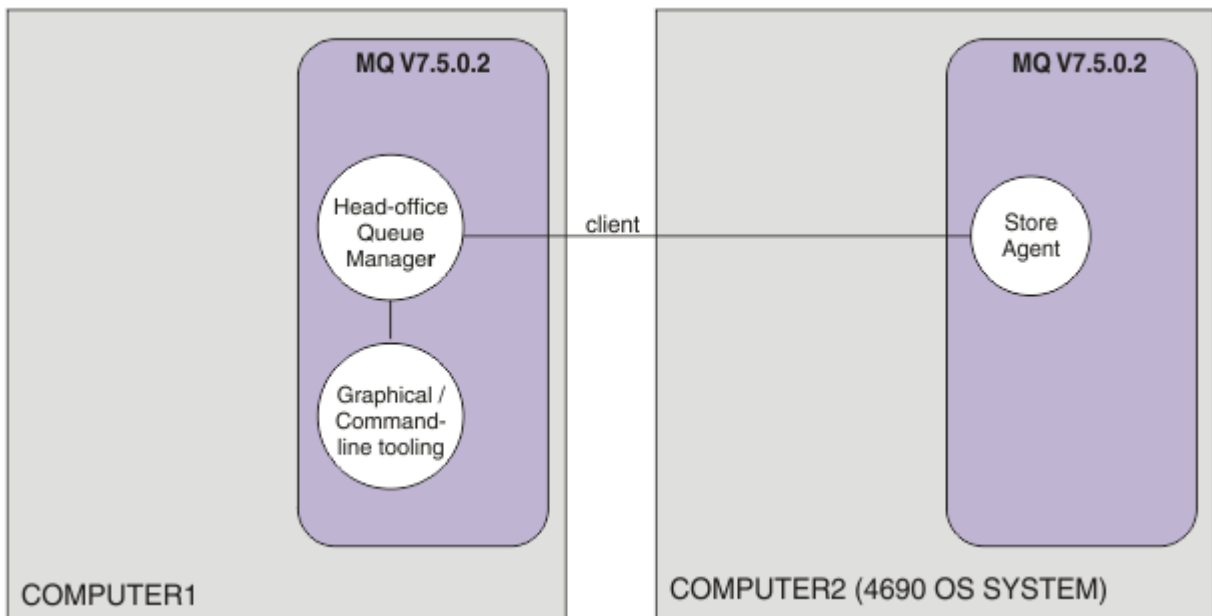 MQ V7.5.0.2
Head-office
Queue
Manager
Graphical /
Command-
line tooling
COMPUTER1
client
MQ V7.5.0.2
Store
Agent
COMPUTER2 (4690 OS SYSTEM)